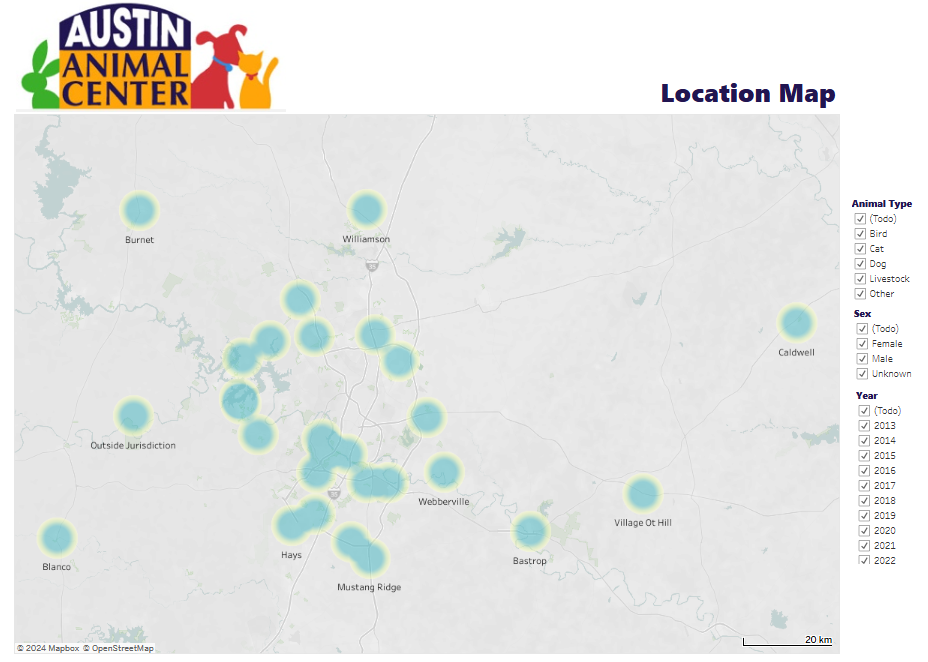 AUSTIN
ANIMAL
CENTER
Location Map
Burnet
Williamson
Caldwell
Outside Jurisdiction
Webberville
Village Ot Hill
Bastrop
Hays
Blanco
Mustang Ridge
© 2024 Mapbox © OpenStreetMap
20 km
Animal Type
(Todo)
Bird
Cat
Dog
Livestock
Other
Sex
(Todo)
Female
Male
Unknown
Year
(Todo)
2013
2014
2015
2016
2017
2018
2019
2020
2021
2022